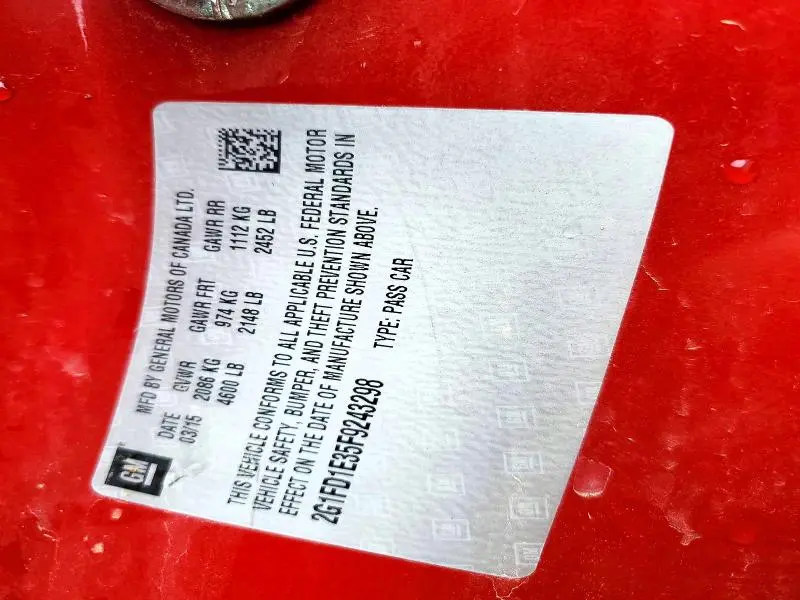 GM
MFD BY GENERAL MOTORS OF CANADA LTD.
DATE GVWR GAWR FRT GAWR RR
03/15 2086 KG 974 KG 1112 KG
4600 LB 2148 LB 2452 LB
THIS VEHICLE CONFORMS TO ALL APPLICABLE U.S. FEDERAL MOTOR
VEHICLE SAFETY, BUMPER, AND THEFT PREVENTION STANDARDS IN
EFFECT ON THE DATE OF MANUFACTURE SHOWN ABOVE.
2G1FD1E35F9243298 TYPE: PASS CAR